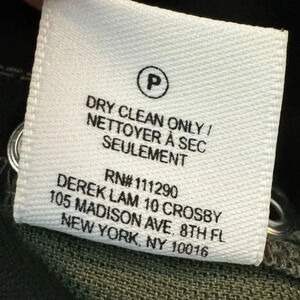 P
DRY CLEAN ONLY /
NETTOYER À SEC
SEULEMENT
RN#111290
DEREK LAM 10 CROSBY
105 MADISON AVE. 8TH FL
NEW YORK, NY 10016